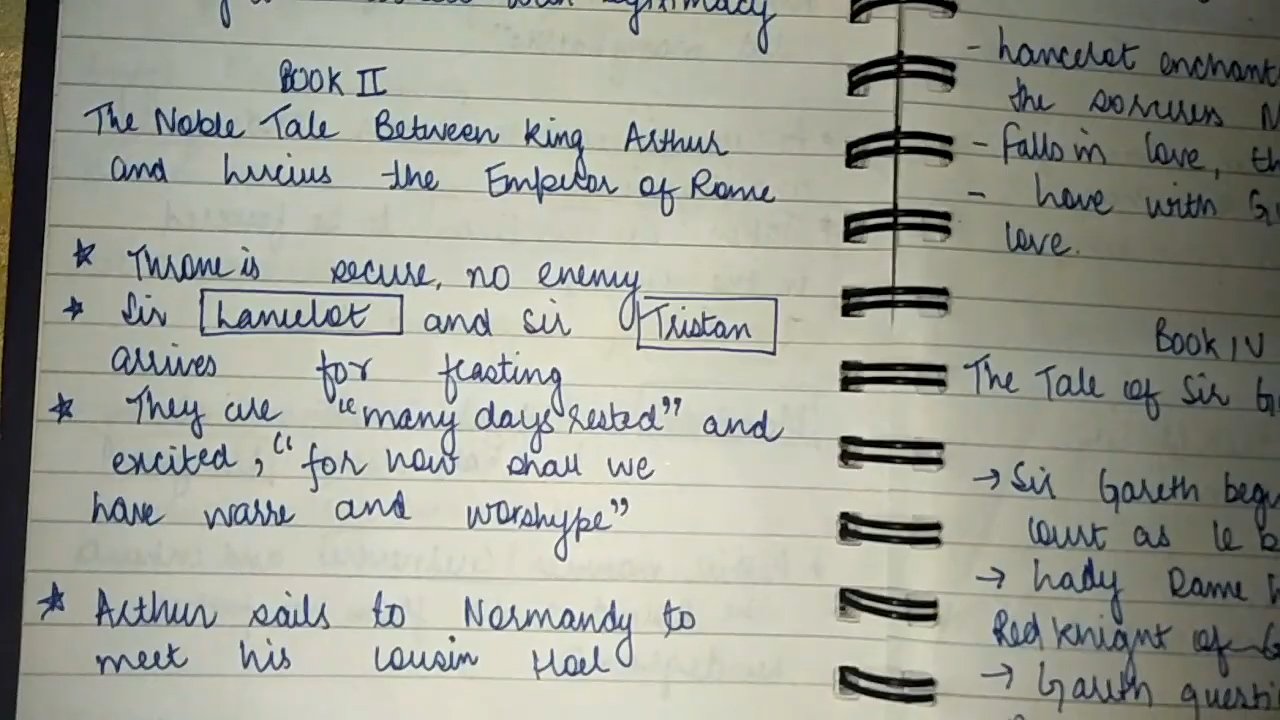 legitimacy
BOOK II
The Noble Tale Between King Arthur
and Lucius the Emperor of Rome
* Throne is secure, no enemy
* Sir Lancelot and Sir Tristan
arrives for feasting
* They are "many days rested" and
excited, "for now shall we
have warre and worshype"
* Arthur sails to Normandy to
meet his cousin Hoel
- Lancelot enchant
the
- Falls in love, th
- have with G
love.
Book IV
The Tale of Sir G
→ Sir Gareth begu
court as le b
→ Lady Rame
Red Knight of
→ Gareth questi